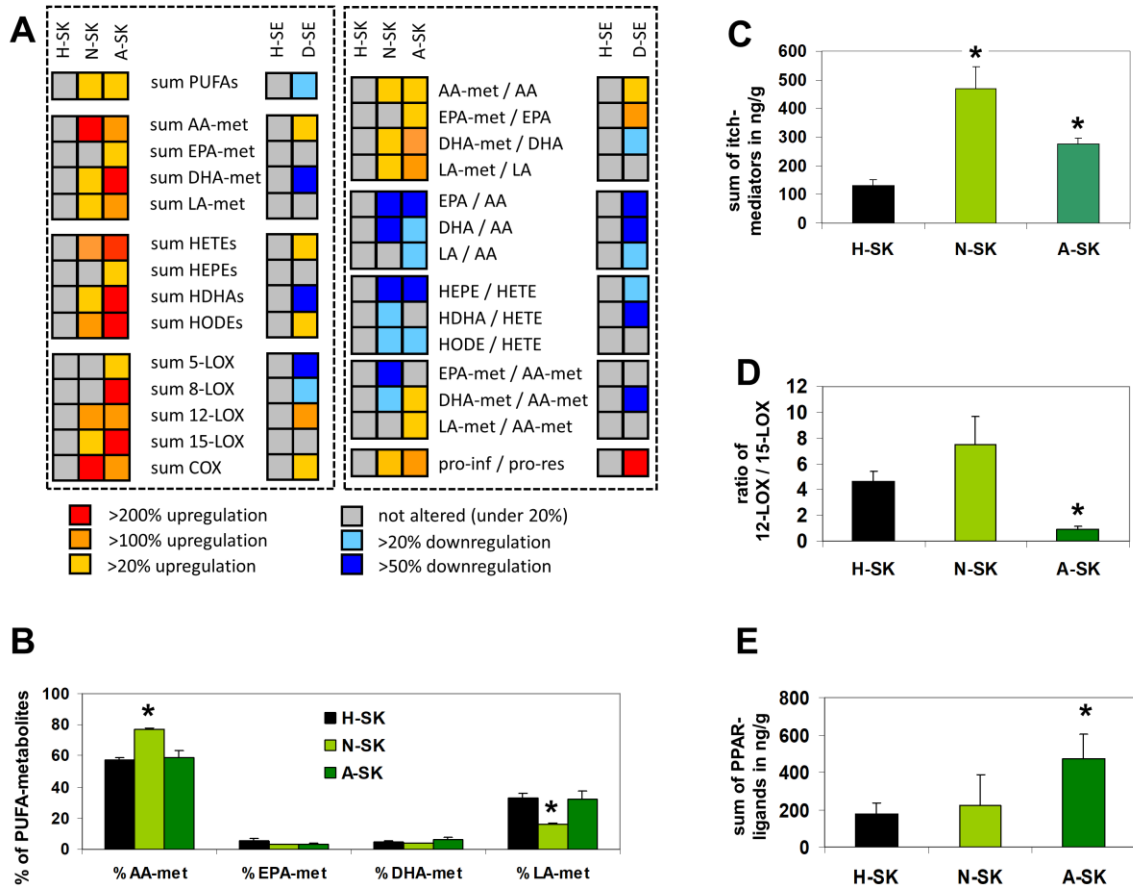 A
H-SK N-SK A-SK H-SE D-SE
sum PUFAs
sum AA-met
sum EPA-met
sum DHA-met
sum LA-met
sum HETEs
sum HEPEs
sum HDHAs
sum HODEs
sum 5-LOX
sum 8-LOX
sum 12-LOX
sum 15-LOX
sum COX
H-SK N-SK A-SK H-SE D-SE
AA-met / AA
EPA-met / EPA
DHA-met / DHA
LA-met / LA
EPA / AA
DHA / AA
LA / AA
HEPE / HETE
HDHA / HETE
HODE / HETE
EPA-met / AA-met
DHA-met / AA-met
LA-met / AA-met
pro-inf / pro-res
>200% upregulation
>100% upregulation
>20% upregulation
not altered (under 20%)
>20% downregulation
>50% downregulation
B
% of PUFA-metabolites
100
80
60
40
20
0
*
*
H-SK
N-SK
A-SK
% AA-met % EPA-met % DHA-met % LA-met
C
sum of itch-
mediators in ng/g
600
500
400
300
200
100
0
*
*
H-SK N-SK A-SK
D
ratio of
12-LOX / 15-LOX
12
10
8
6
4
2
0
*
H-SK N-SK A-SK
E
sum of PPAR-
ligands in ng/g
800
600
400
200
0
*
H-SK N-SK A-SK